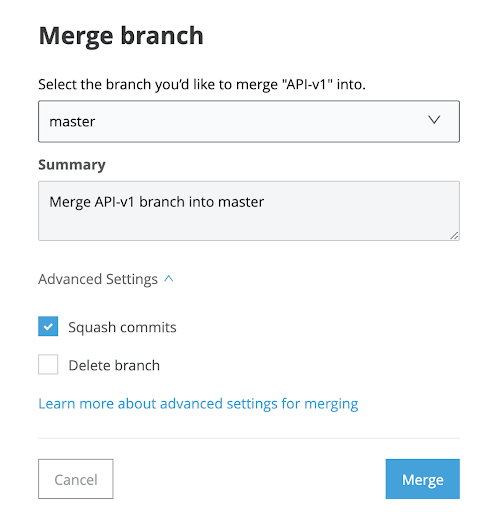 Merge branch
Select the branch you’d like to merge "API-v1" into.
master
Summary
Merge API-v1 branch into master
Advanced Settings
Squash commits
Delete branch
Learn more about advanced settings for merging
Cancel
Merge